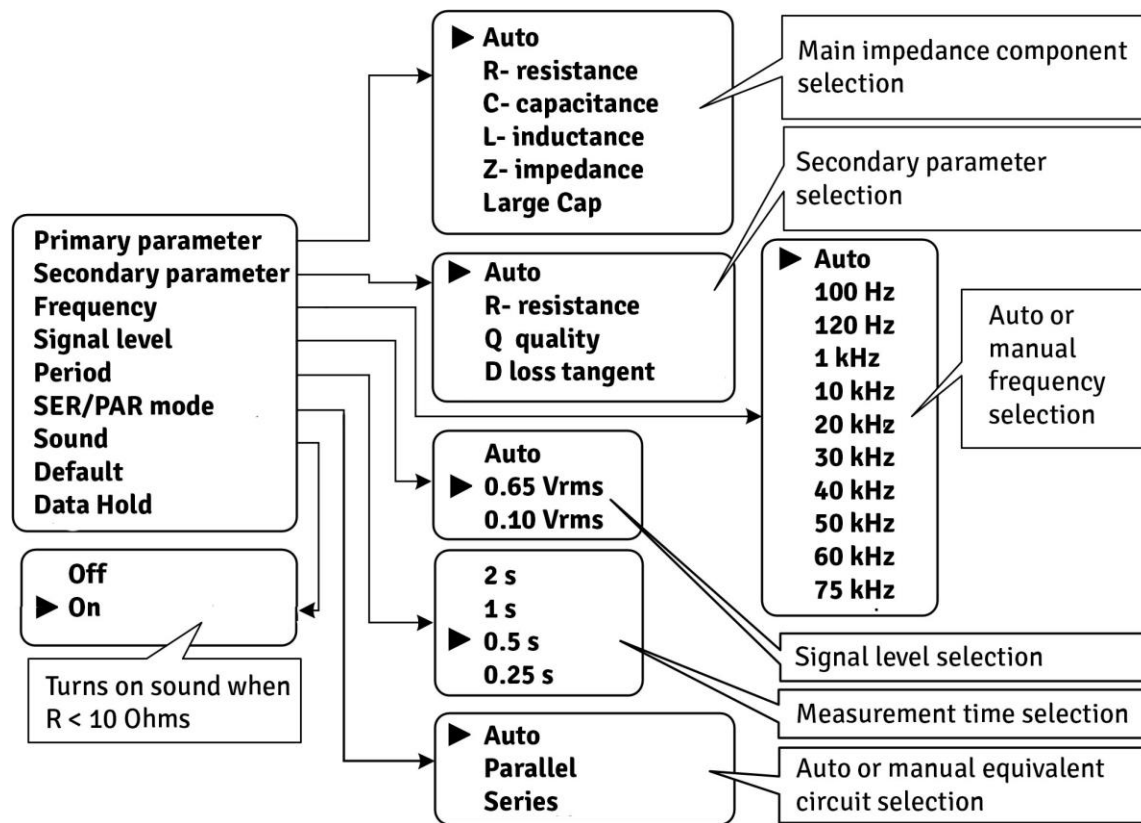 Auto
R- resistance
C- capacitance
L- inductance
Z- impedance
Large Cap
Main impedance component
selection
Secondary parameter
selection
Primary parameter
Secondary parameter
Frequency
Signal level
Period
SER/PAR mode
Sound
Default
Data Hold
Auto
R- resistance
Q quality
D loss tangent
Auto
100 Hz
120 Hz
1 kHz
10 kHz
20 kHz
30 kHz
40 kHz
50 kHz
60 kHz
75 kHz
Auto or
manual
frequency
selection
Auto
0.65 Vrms
0.10 Vrms
Off
On
Turns on sound when
R < 10 Ohms
2 s
1 s
0.5 s
0.25 s
Signal level selection
Measurement time selection
Auto
Parallel
Series
Auto or manual equivalent
circuit selection